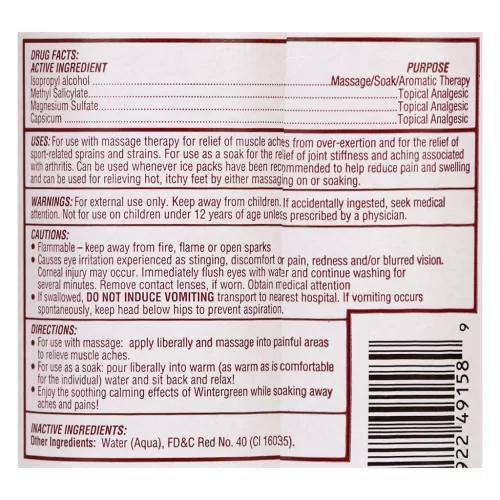 DRUG FACTS:
ACTIVE INGREDIENT PURPOSE
Isopropyl alcohol Massage/Soak/Aromatic Therapy
Methyl Salicylate Topical Analgesic
Magnesium Sulfate Topical Analgesic
Capsicum Topical Analgesic
USES: For use with massage therapy for relief of muscle aches from over-exertion and for the relief of
sport-related sprains and strains. For use as a soak for the relief of joint stiffness and aching associated
with arthritis. Can be used whenever ice packs have been recommended to help reduce pain and swelling
and can be used for relieving hot, itchy feet by either massaging on or soaking.
WARNINGS: For external use only. Keep away from children. If accidentally ingested, seek medical
attention. Not for use on children under 12 years of age unless prescribed by a physician.
CAUTIONS:
• Flammable – keep away from fire, flame or open sparks
• Causes eye irritation experienced as stinging, discomfort or pain, redness and/or blurred vision.
Corneal injury may occur. Immediately flush eyes with water and continue washing for
several minutes. Remove contact lenses, if worn. Obtain medical attention
• If swallowed, DO NOT INDUCE VOMITING transport to nearest hospital. If vomiting occurs
spontaneously, keep head below hips to prevent aspiration.
DIRECTIONS:
• For use with massage: apply liberally and massage into painful areas
to relieve muscle aches.
• For use as a soak: pour liberally into warm (as warm as is comfortable
for the individual) water and sit back and relax!
• Enjoy the soothing calming effects of Wintergreen while soaking away
aches and pains!
INACTIVE INGREDIENTS:
Other Ingredients: Water (Aqua), FD&C Red No. 40 (CI 16035).
922 49158 9